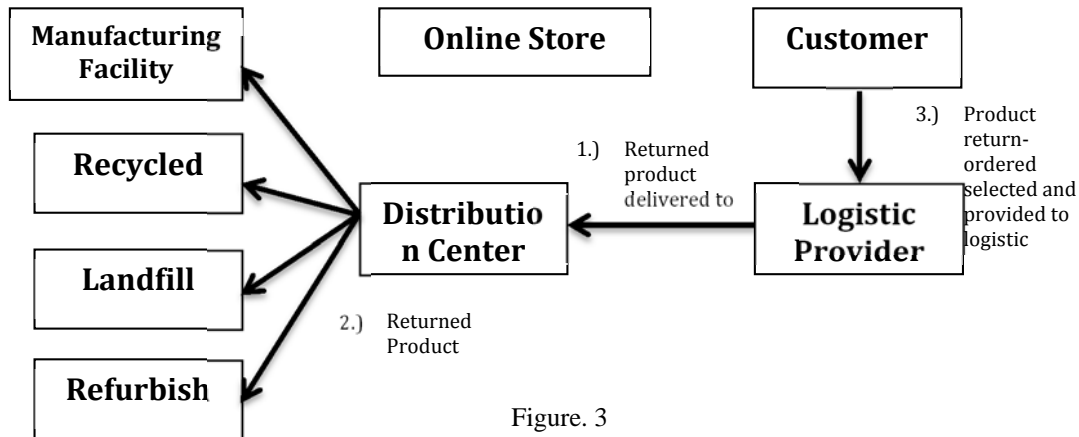 Manufacturing
Facility
Online Store
Customer
3.) Product
return-
ordered
selected and
provided to
logistic
1.) Returned
product
delivered to
Recycled
Distributio
n Center
Logistic
Provider
Landfill
2.) Returned
Product
Refurbish
Figure. 3